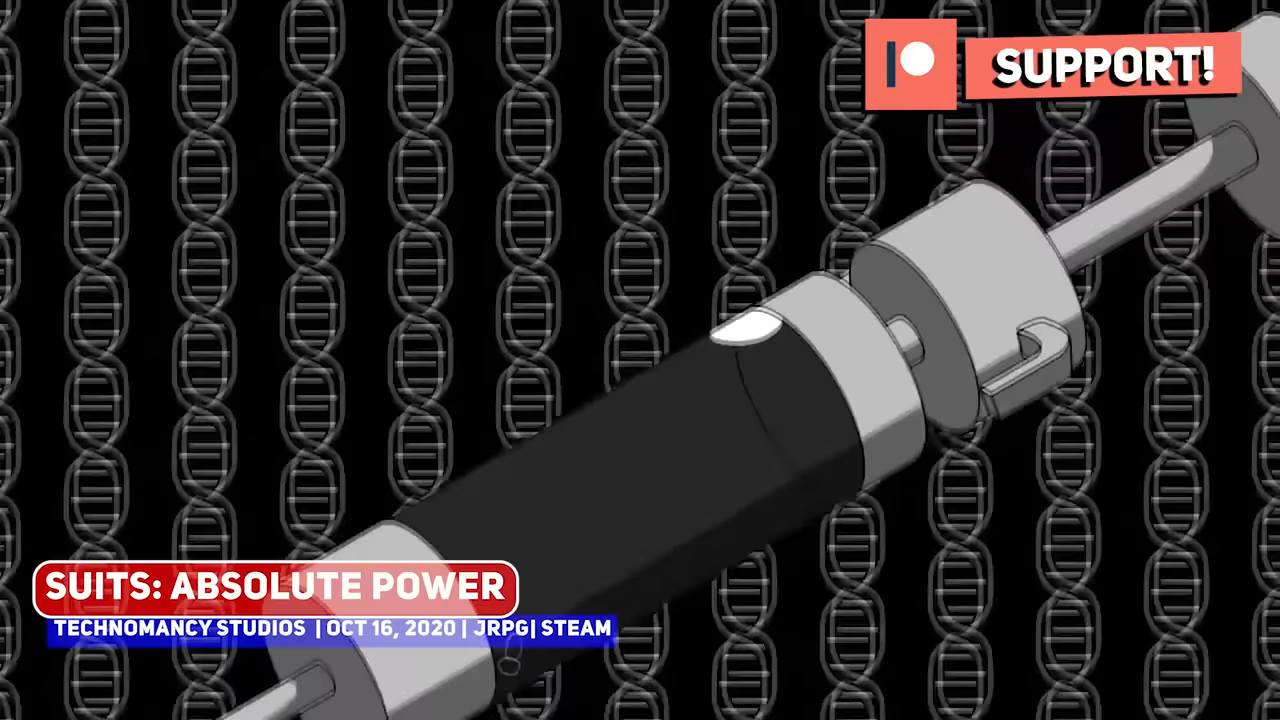 SUPPORT!
SUITS: ABSOLUTE POWER
TECHNOMANCY STUDIOS | OCT 16, 2020 | JRPG| STEAM